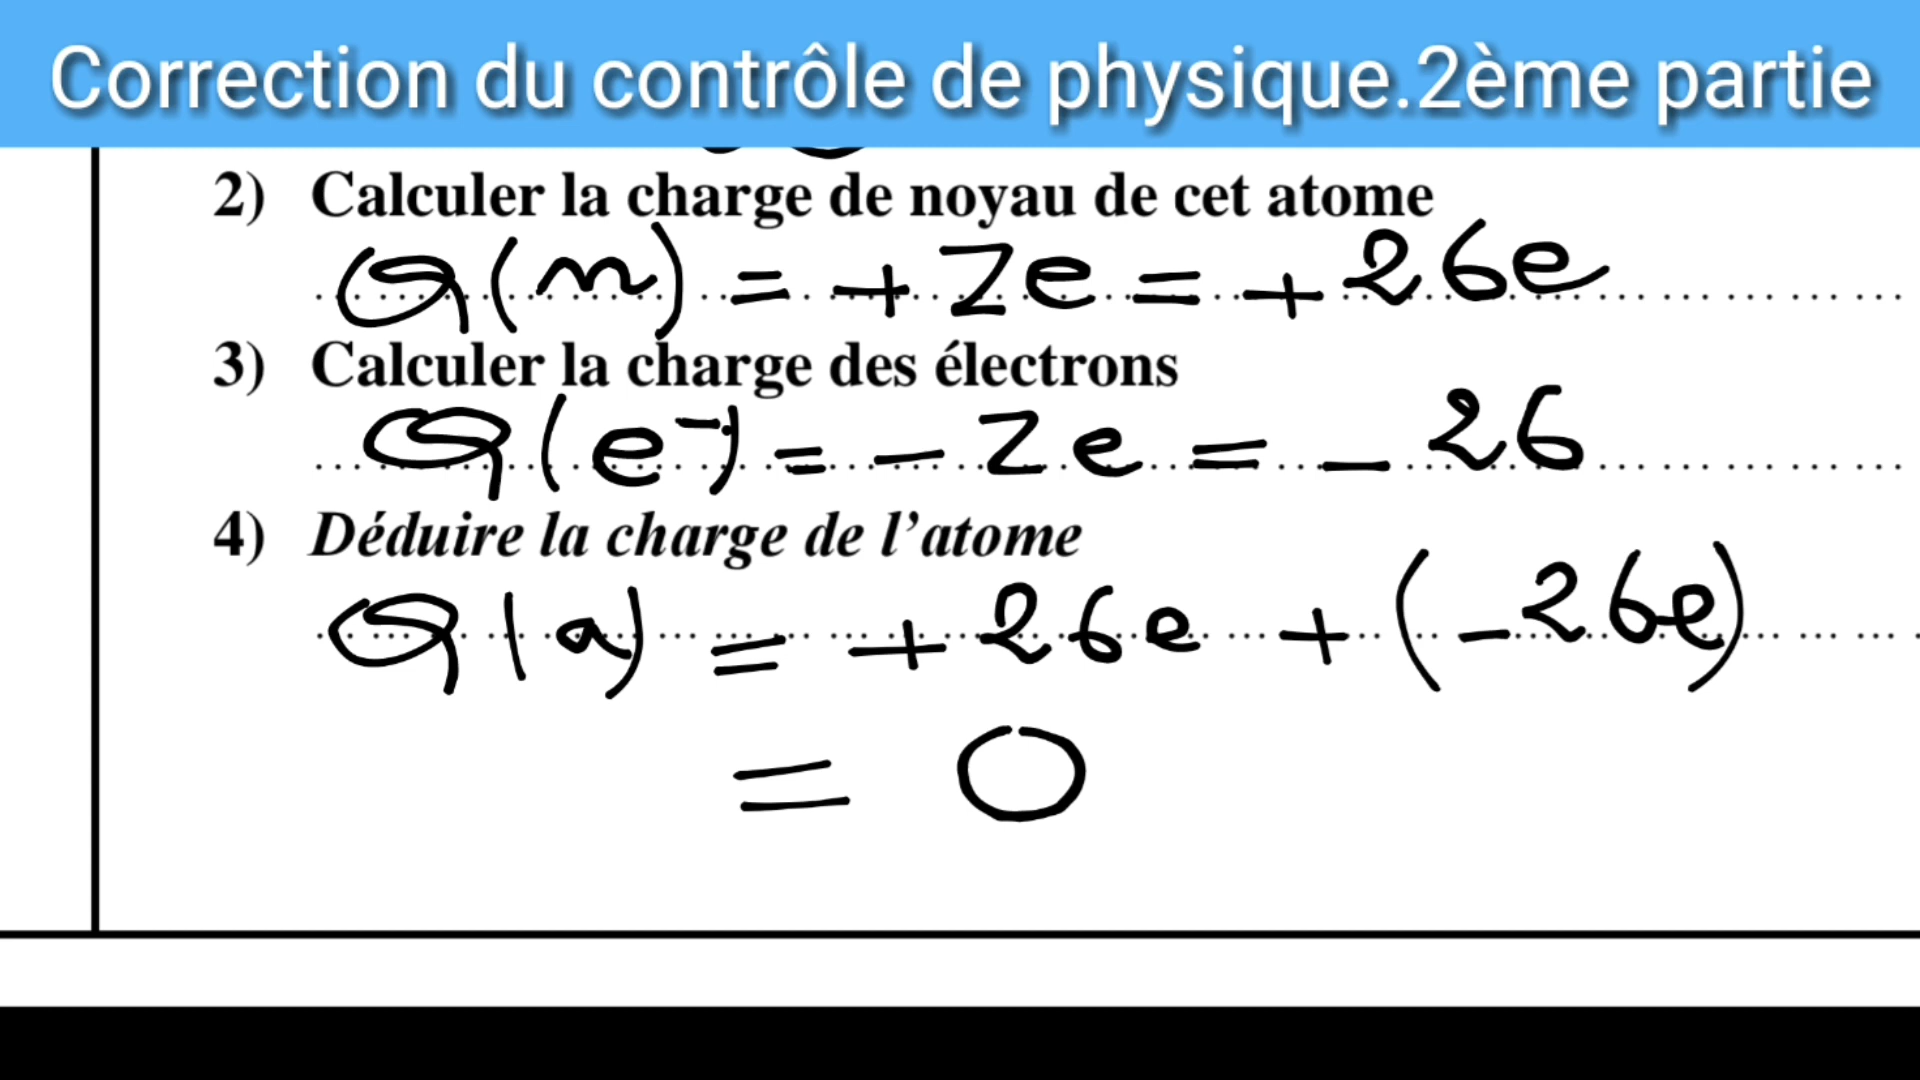 Correction du contrôle de physique.2ème partie
2) Calculer la charge de noyau de cet atome
Q(n) = + Ze = + 26e
3) Calculer la charge des électrons
Q(e⁻) = - Ze = - 26
4) Déduire la charge de l’atome
Q(a) = + 26e + (-26e)
= 0